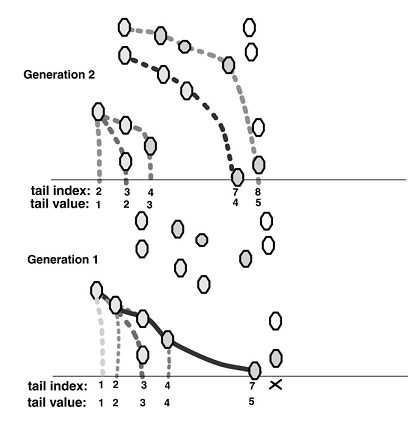 Generation 2
tail index: 2 3 4 7 8
tail value: 1 2 3 4 5
Generation 1
tail index: 1 2 3 4 7
tail value: 1 2 3 4 5